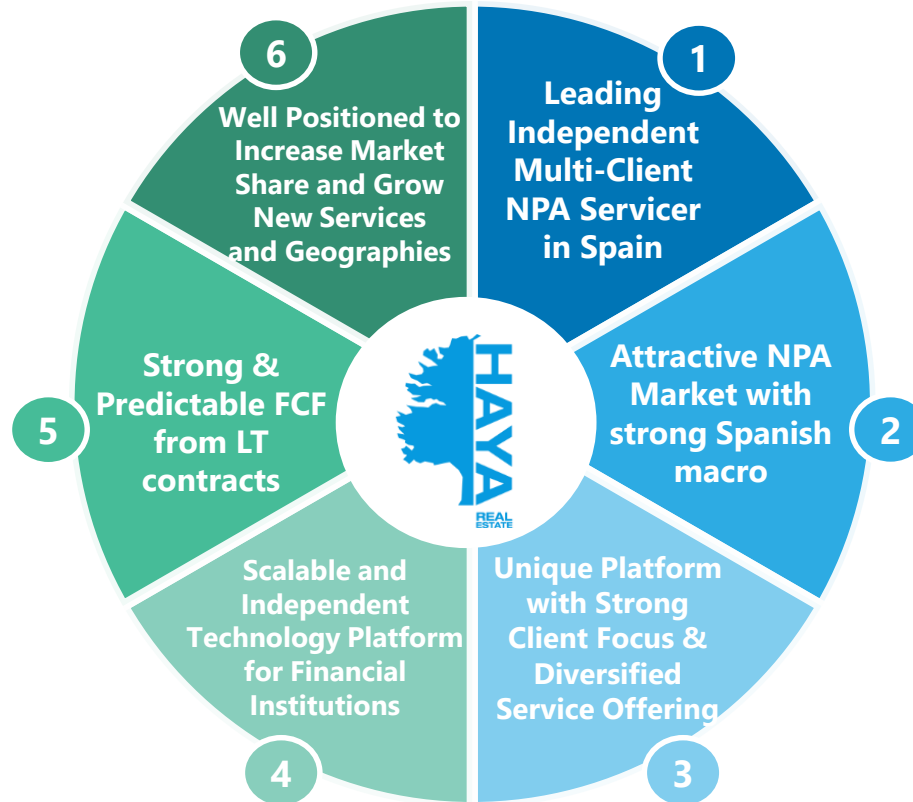 1
Leading
Independent
Multi-Client
NPA Servicer
in Spain
2
Attractive NPA
Market with
strong Spanish
macro
3
Unique Platform
with Strong
Client Focus &
Diversified
Service Offering
4
Scalable and
Independent
Technology Platform
for Financial
Institutions
5
Strong &
Predictable FCF
from LT
contracts
6
Well Positioned to
Increase Market
Share and Grow
New Services
and Geographies
HAYA
REAL
ESTATE